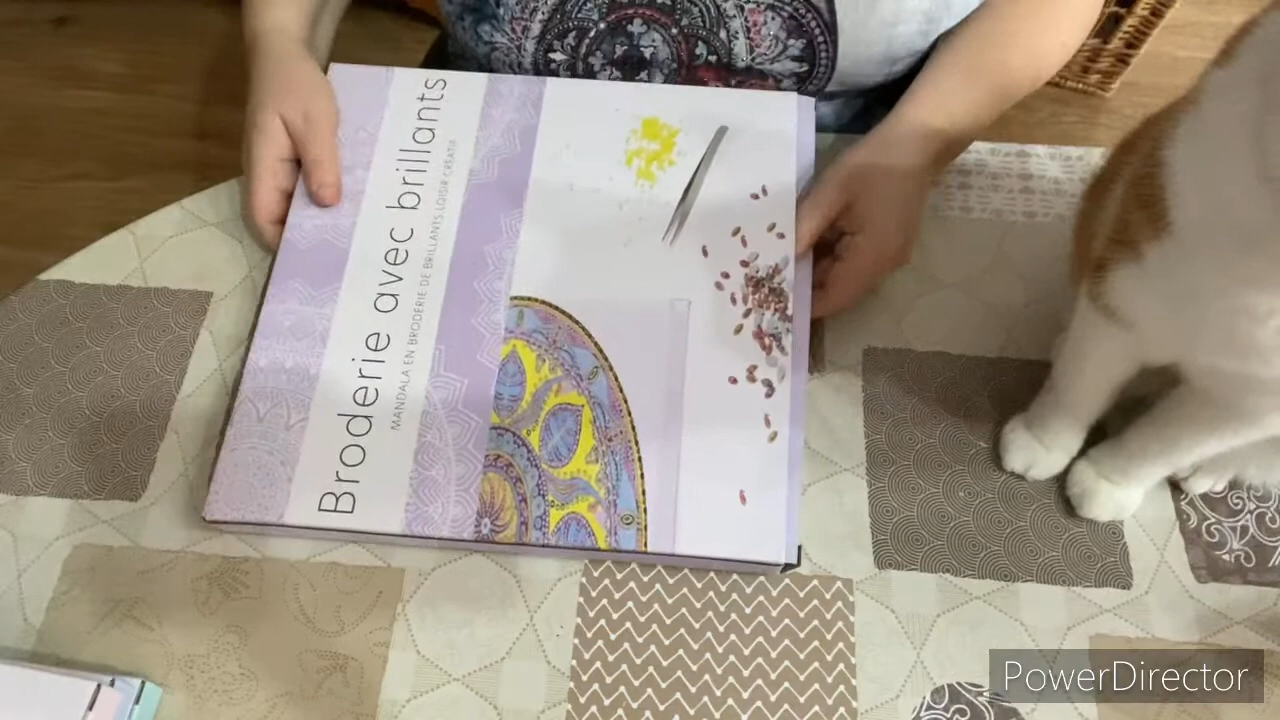 Broderie avec brillants
MANDALA EN BRODERIE DE BRILLANTS LOISIR CRÉATIF
PowerDirector